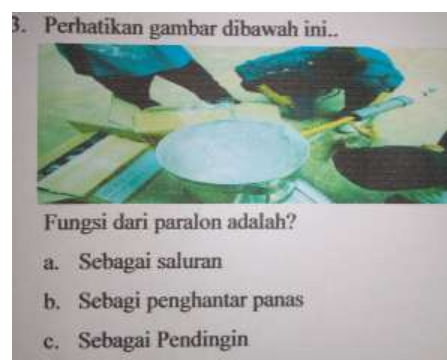 3. Perhatikan gambar dibawah ini..
Fungsi dari paralon adalah?
a. Sebagai saluran
b. Sebagi penghantar panas
c. Sebagai Pendingin